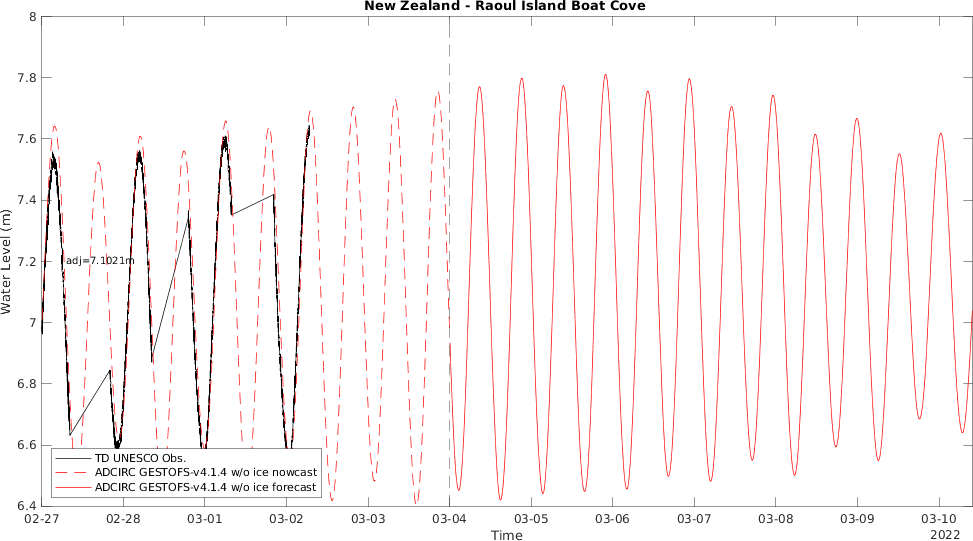 New Zealand - Raoul Island Boat Cove
8
7.8
7.6
7.4
7.2
7
6.8
6.6
6.4
Water Level (m)
adj=7.1021m
TD UNESCO Obs.
ADCIRC GESTOFS-v4.1.4 w/o ice nowcast
ADCIRC GESTOFS-v4.1.4 w/o ice forecast
02-27 02-28 03-01 03-02 03-03 03-04 03-05 03-06 03-07 03-08 03-09 03-10
Time
2022